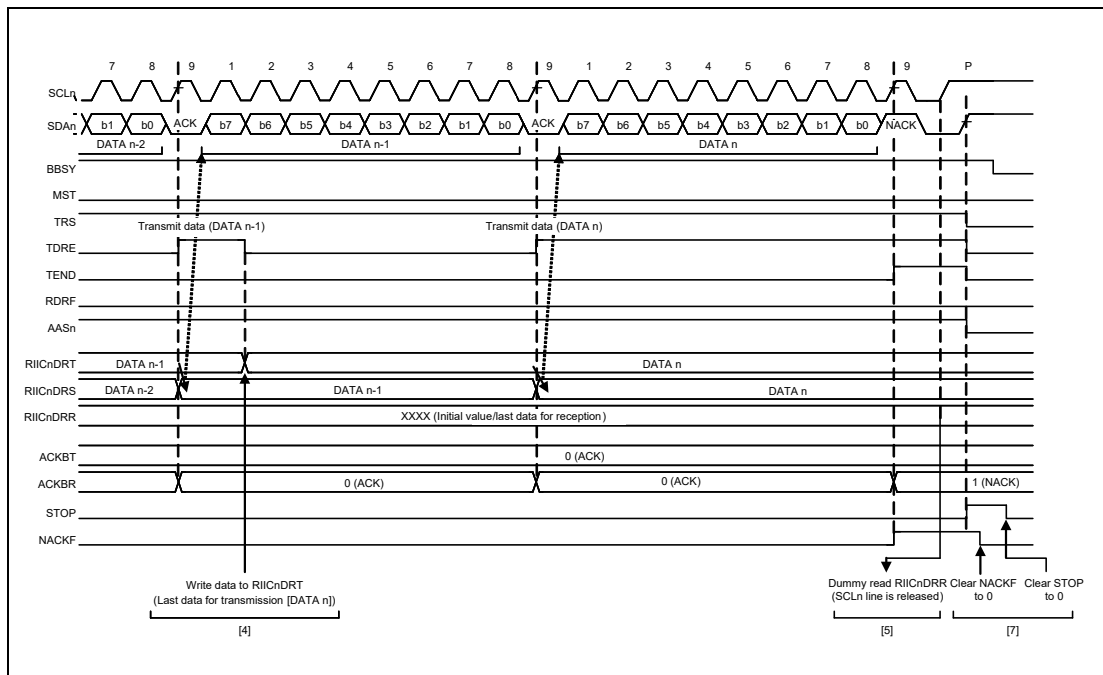 7 8 9 1 2 3 4 5 6 7 8 9 1 2 3 4 5 6 7 8 9 P
SCLn
SDAn b1 b0 ACK b7 b6 b5 b4 b3 b2 b1 b0 ACK b7 b6 b5 b4 b3 b2 b1 b0 NACK
DATA n-2 DATA n-1 DATA n
BBSY
MST
TRS
Transmit data (DATA n-1) Transmit data (DATA n)
TDRE
TEND
RDRF
AASn
RIICnDRT DATA n-1 DATA n
RIICnDRS DATA n-2 DATA n-1 DATA n
RIICnDRR XXXX (Initial value/last data for reception)
ACKBT 0 (ACK)
ACKBR 0 (ACK) 0 (ACK) 1 (NACK)
STOP
NACKF
Write data to RIICnDRT Dummy read RIICnDRR Clear NACKF Clear STOP
(Last data for transmission [DATA n]) (SCLn line is released) to 0 to 0
[4] [5] [7]